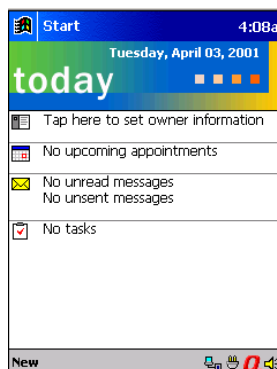 Start 4:08a
Tuesday, April 03, 2001
today
Tap here to set owner information
No upcoming appointments
No unread messages
No unsent messages
No tasks
New